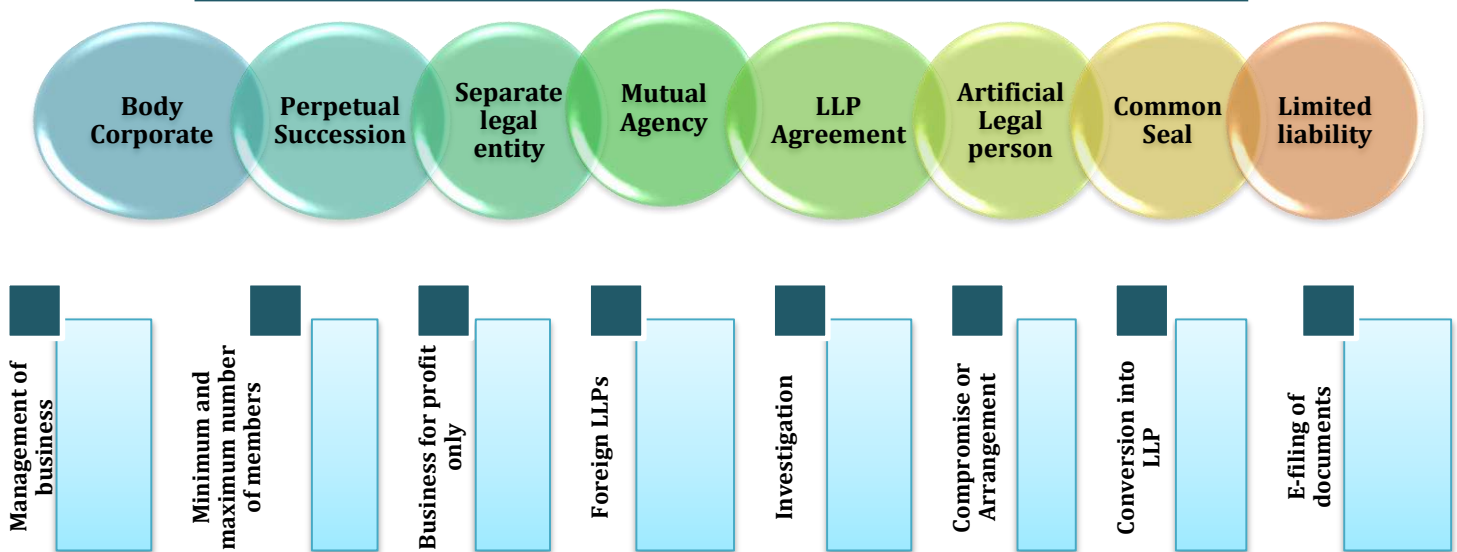 Body
Corporate
Perpetual
Succession
Separate
legal
entity
Mutual
Agency
LLP
Agreement
Artificial
Legal
person
Common
Seal
Limited
liability
Management of
business
Minimum and
maximum number
of members
Business for profit
only
Foreign LLPs
Investigation
Compromise or
Arrangement
Conversion into
LLP
E-filing of
documents